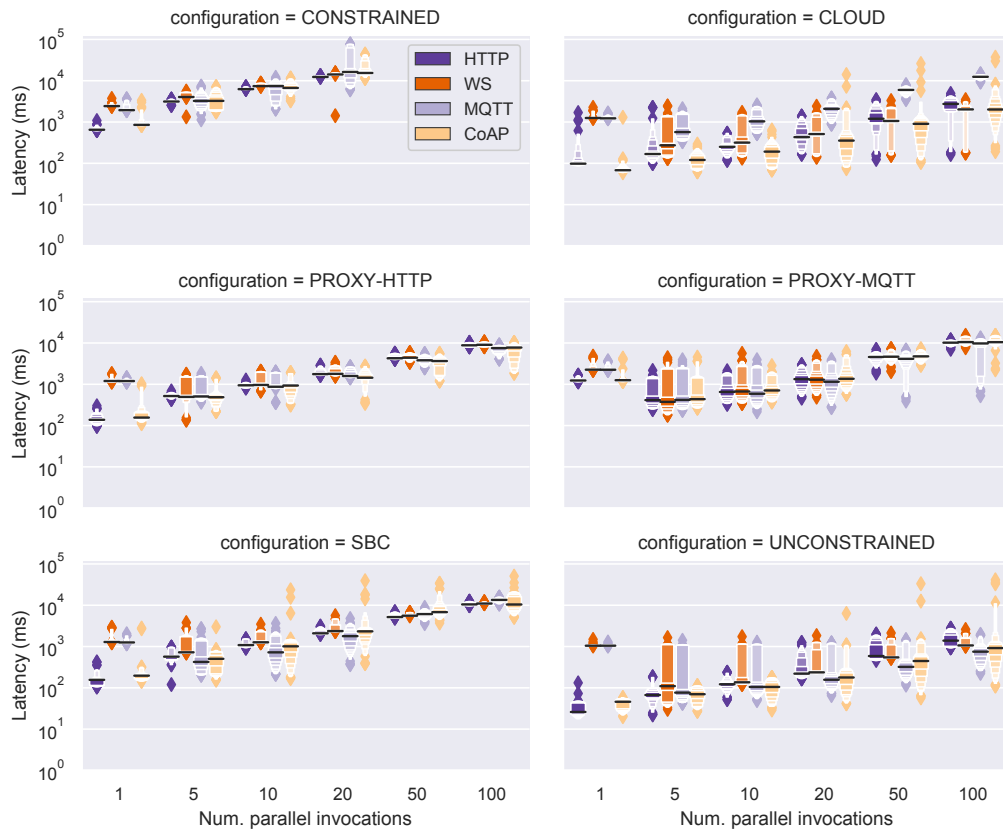 configuration = CONSTRAINED
configuration = CLOUD
10^5
10^4
10^3
10^2
10^1
10^0
Latency (ms)
HTTP
WS
MQTT
CoAP
configuration = PROXY-HTTP
configuration = PROXY-MQTT
10^5
10^4
10^3
10^2
10^1
10^0
Latency (ms)
configuration = SBC
configuration = UNCONSTRAINED
10^5
10^4
10^3
10^2
10^1
10^0
Latency (ms)
1 5 10 20 50 100
1 5 10 20 50 100
Num. parallel invocations
Num. parallel invocations